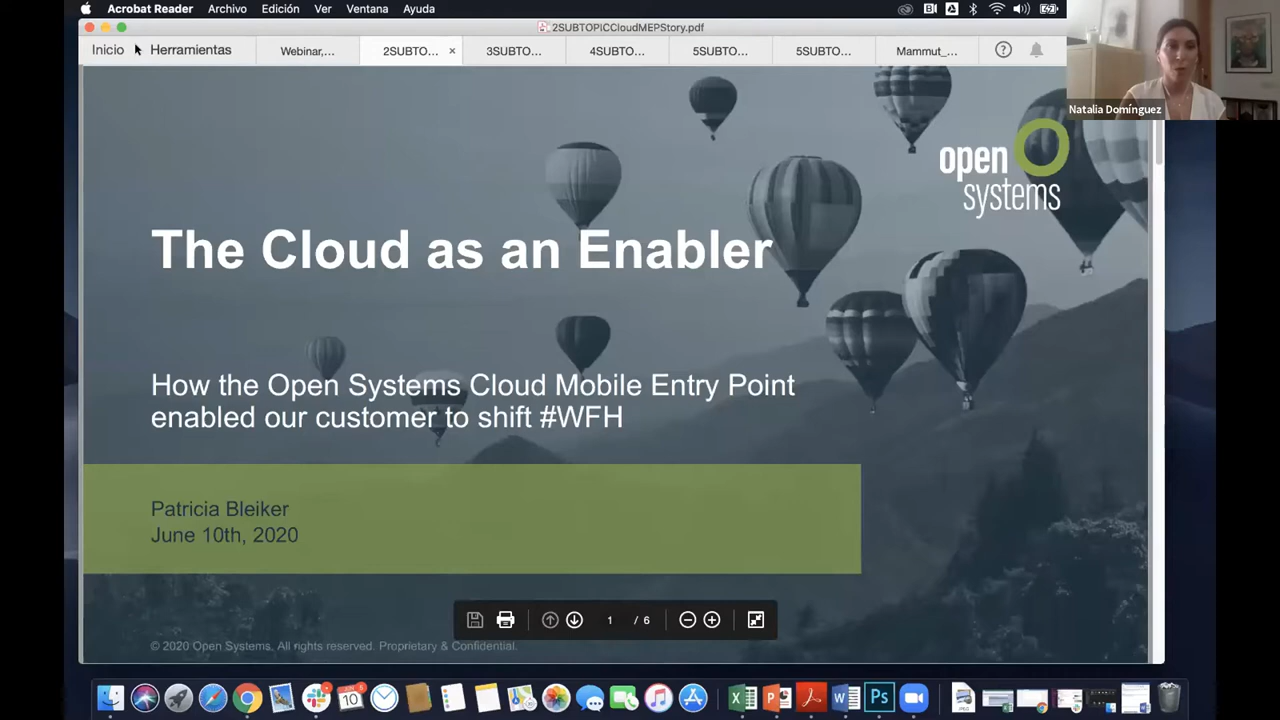 Acrobat Reader Archivo Edición Ver Ventana Ayuda
2SUBTOPICCloudMEPStory.pdf
Inicio Herramientas Webinar,... 2SUBTO... × 3SUBTO... 4SUBTO... 5SUBTO... 5SUBTO... Mammut_...
Natalia Domínguez
open
systems
The Cloud as an Enabler
How the Open Systems Cloud Mobile Entry Point
enabled our customer to shift #WFH
Patricia Bleiker
June 10th, 2020
1 / 6
© 2020 Open Systems. All rights reserved. Proprietary & Confidential.